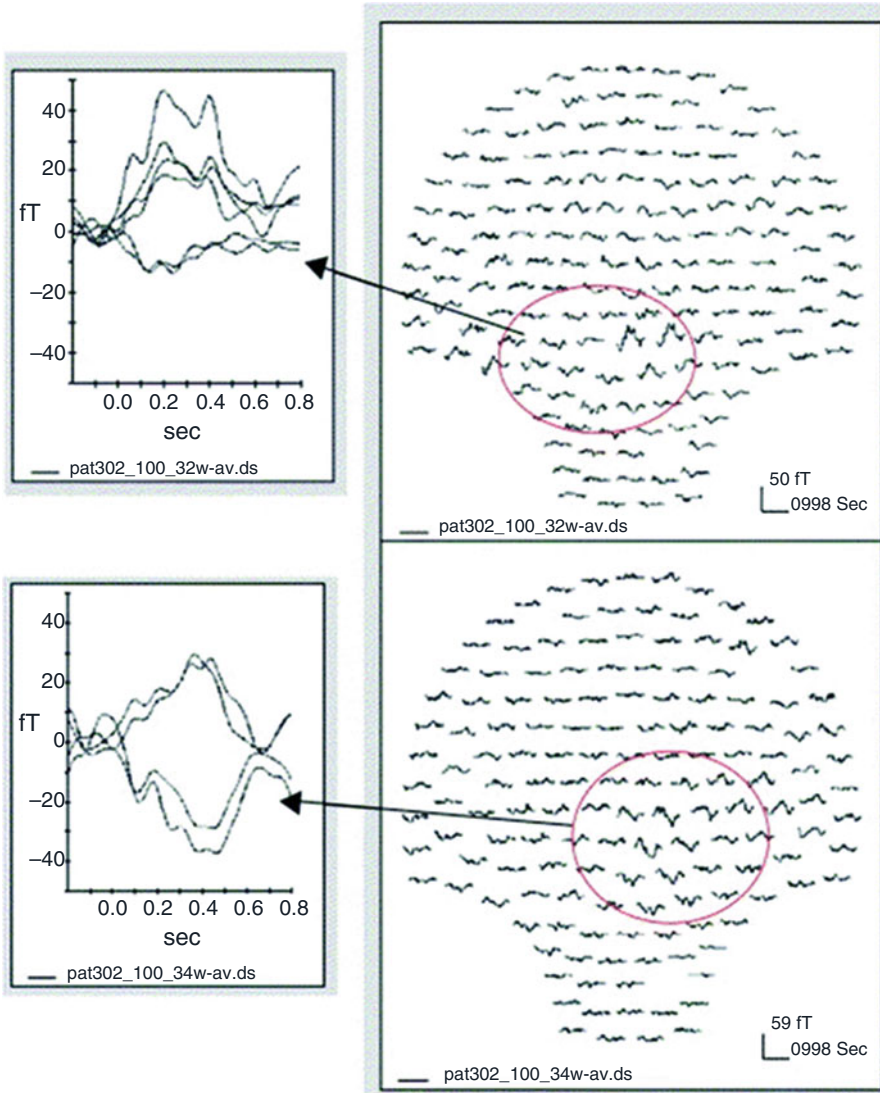 40
20
fT
0
–20
–40
0.0 0.2 0.4 0.6 0.8
sec
pat302_100_32w-av.ds
50 fT
0998 Sec
pat302_100_32w-av.ds
40
20
fT
0
–20
–40
0.0 0.2 0.4 0.6 0.8
sec
pat302_100_34w-av.ds
59 fT
0998 Sec
pat302_100_34w-av.ds